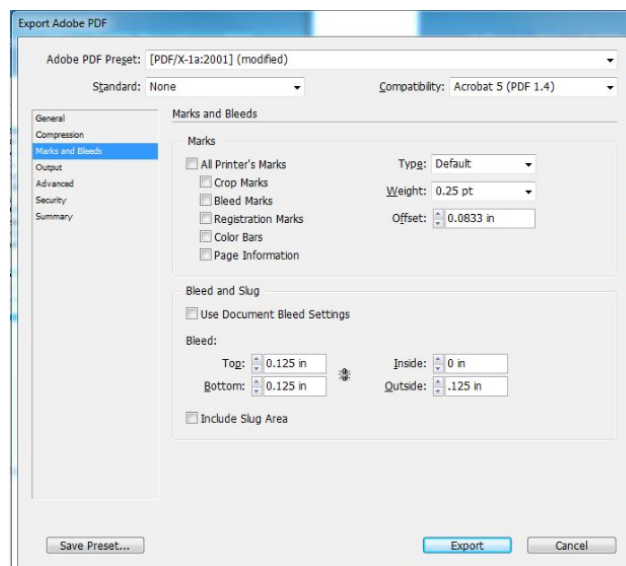 Export Adobe PDF
Adobe PDF Preset: [PDF/X-1a:2001] (modified)
Standard: None Compatibility: Acrobat 5 (PDF 1.4)
General
Compression
Marks and Bleeds
Output
Advanced
Security
Summary
Marks and Bleeds
Marks
All Printer's Marks
Crop Marks
Bleed Marks
Registration Marks
Color Bars
Page Information
Type: Default
Weight: 0.25 pt
Offset: 0.0833 in
Bleed and Slug
Use Document Bleed Settings
Bleed:
Top: 0.125 in Inside: 0 in
Bottom: 0.125 in Outside: .125 in
Include Slug Area
Save Preset... Export Cancel